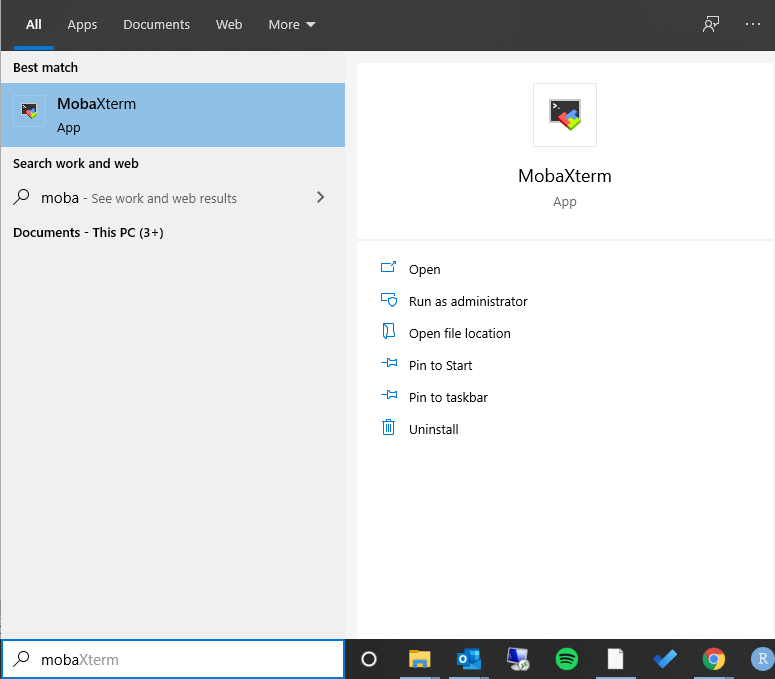 All Apps Documents Web More
Best match
MobaXterm
App
Search work and web
moba - See work and web results
Documents - This PC (3+)
MobaXterm
App
Open
Run as administrator
Open file location
Pin to Start
Pin to taskbar
Uninstall
mobaXterm
R